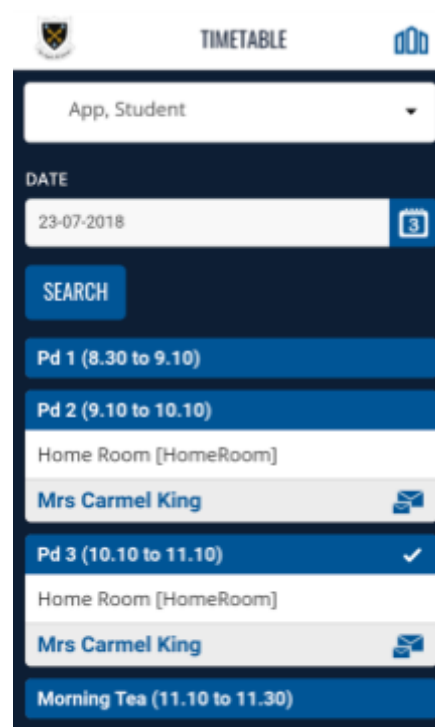 TIMETABLE
App, Student
DATE
23-07-2018
3
SEARCH
Pd 1 (8.30 to 9.10)
Pd 2 (9.10 to 10.10)
Home Room [HomeRoom]
Mrs Carmel King
Pd 3 (10.10 to 11.10)
Home Room [HomeRoom]
Mrs Carmel King
Morning Tea (11.10 to 11.30)